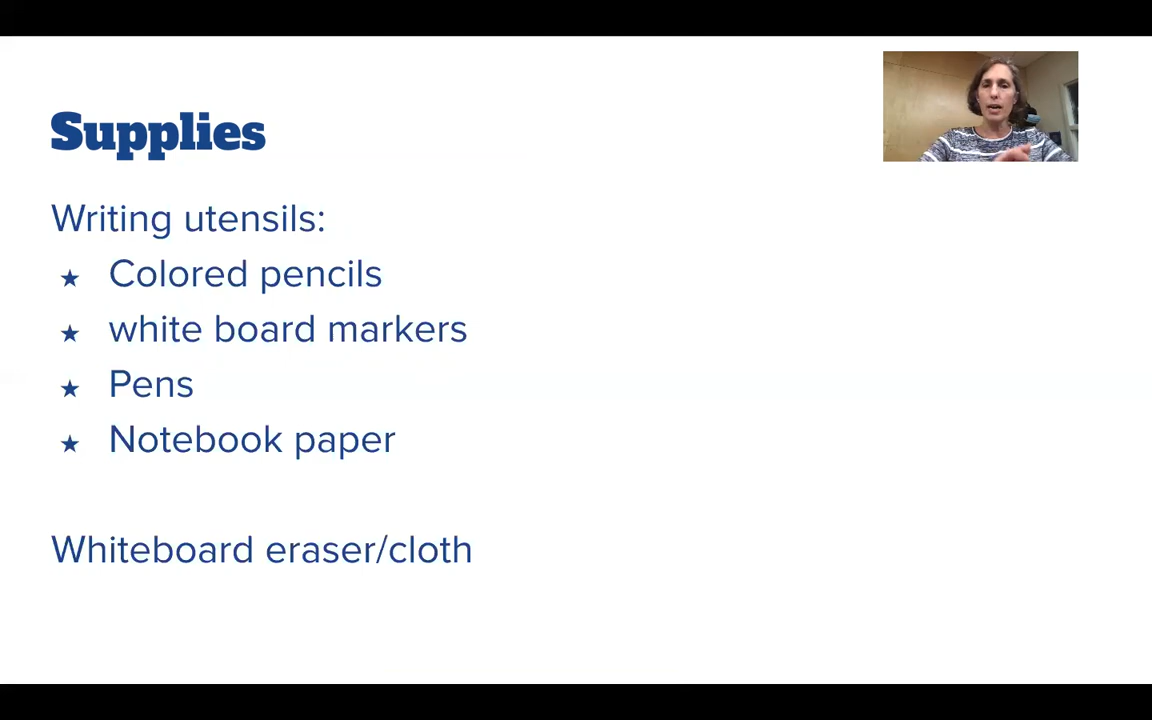 Supplies
Writing utensils:
★ Colored pencils
★ white board markers
★ Pens
★ Notebook paper
Whiteboard eraser/cloth